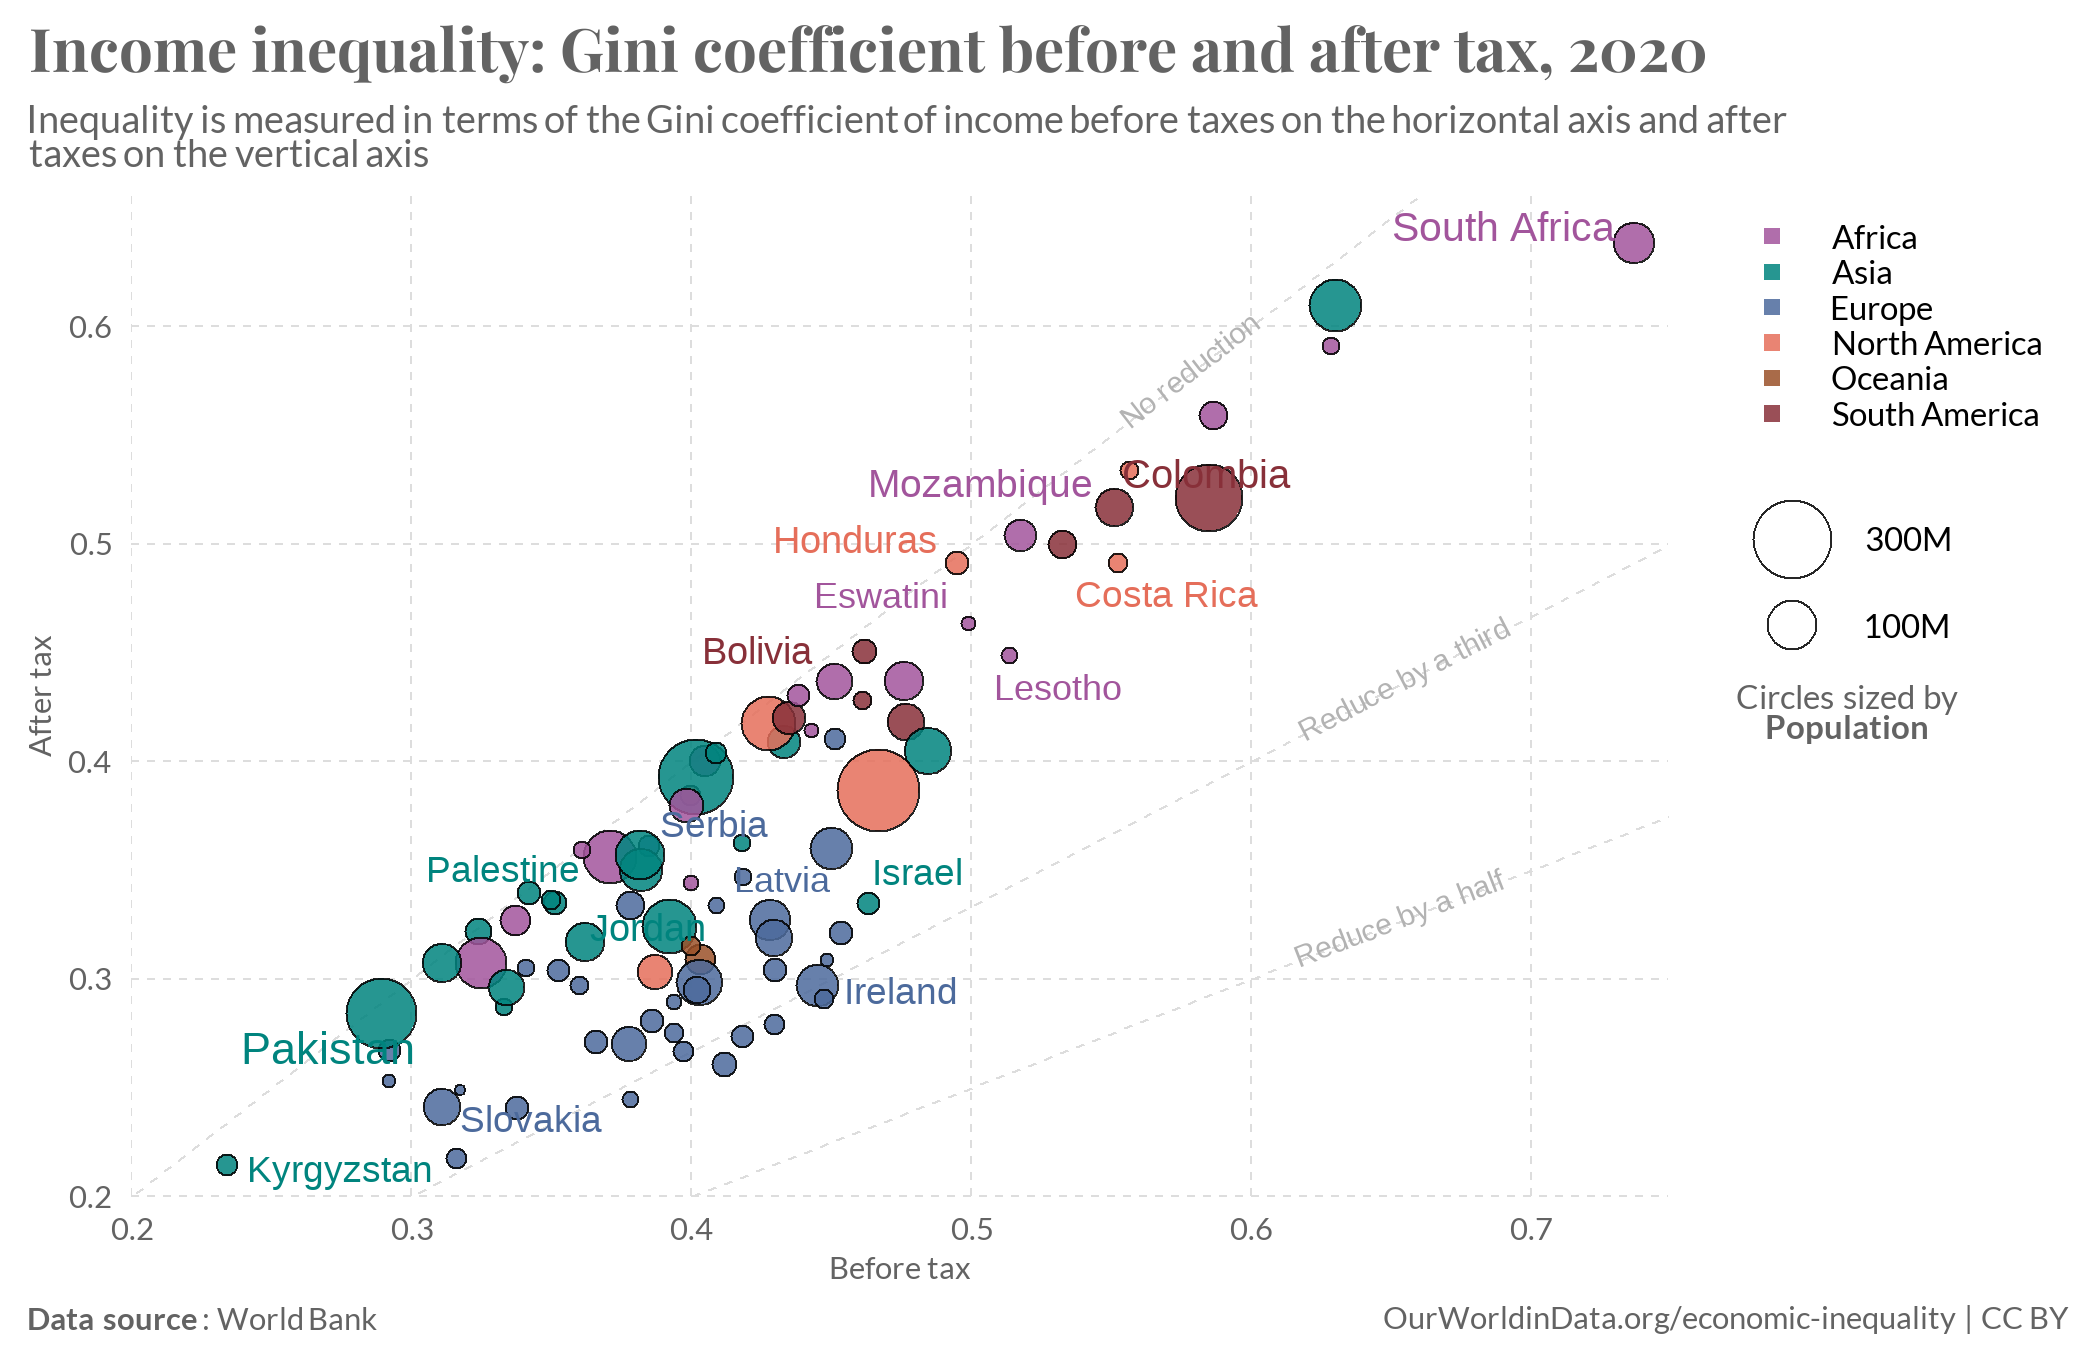 Income inequality: Gini coefficient before and after tax, 2020
Inequality is measured in terms of the Gini coefficient of income before taxes on the horizontal axis and after
taxes on the vertical axis
South Africa
Africa
Asia
Europe
North America
Oceania
South America
0.6
No reduction
Colombia
Mozambique
Honduras
0.5
300M
Eswatini
Costa Rica
100M
Reduce by a third
Bolivia
Lesotho
Circles sized by
Population
After tax
0.4
Serbia
Palestine
Latvia
Israel
Jordan
Reduce by a half
0.3
Ireland
Pakistan
Slovakia
Kyrgyzstan
0.2
0.2
0.3
0.4
0.5
0.6
0.7
Before tax
Data source: World Bank
OurWorldinData.org/economic-inequality | CC BY